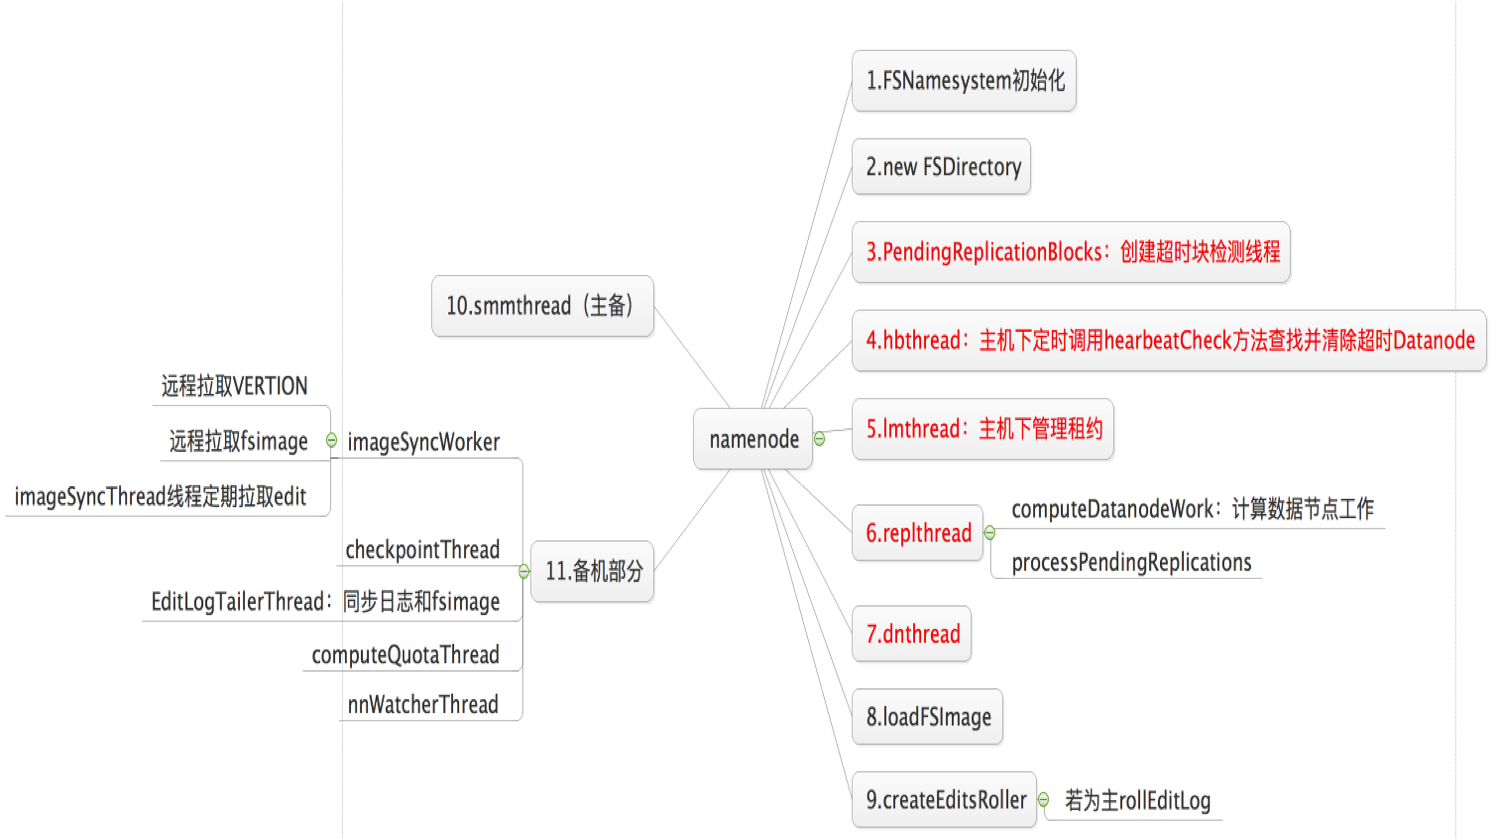 1.FSNamesystem初始化
2.new FSDirectory
3.PendingReplicationBlocks：创建超时块检测线程
10.smmthread（主备）
4.hbthread：主机下定时调用hearbeatCheck方法查找并清除超时Datanode
远程拉取VERTION
namenode
5.lmthread：主机下管理租约
远程拉取fsimage
imageSyncWorker
imageSyncThread线程定期拉取edit
6.replthread
computeDatanodeWork：计算数据节点工作
processPendingReplications
checkpointThread
11.备机部分
EditLogTailerThread：同步日志和fsimage
7.dnthread
computeQuotaThread
nnWatcherThread
8.loadFSImage
9.createEditsRoller
若为主rollEditLog